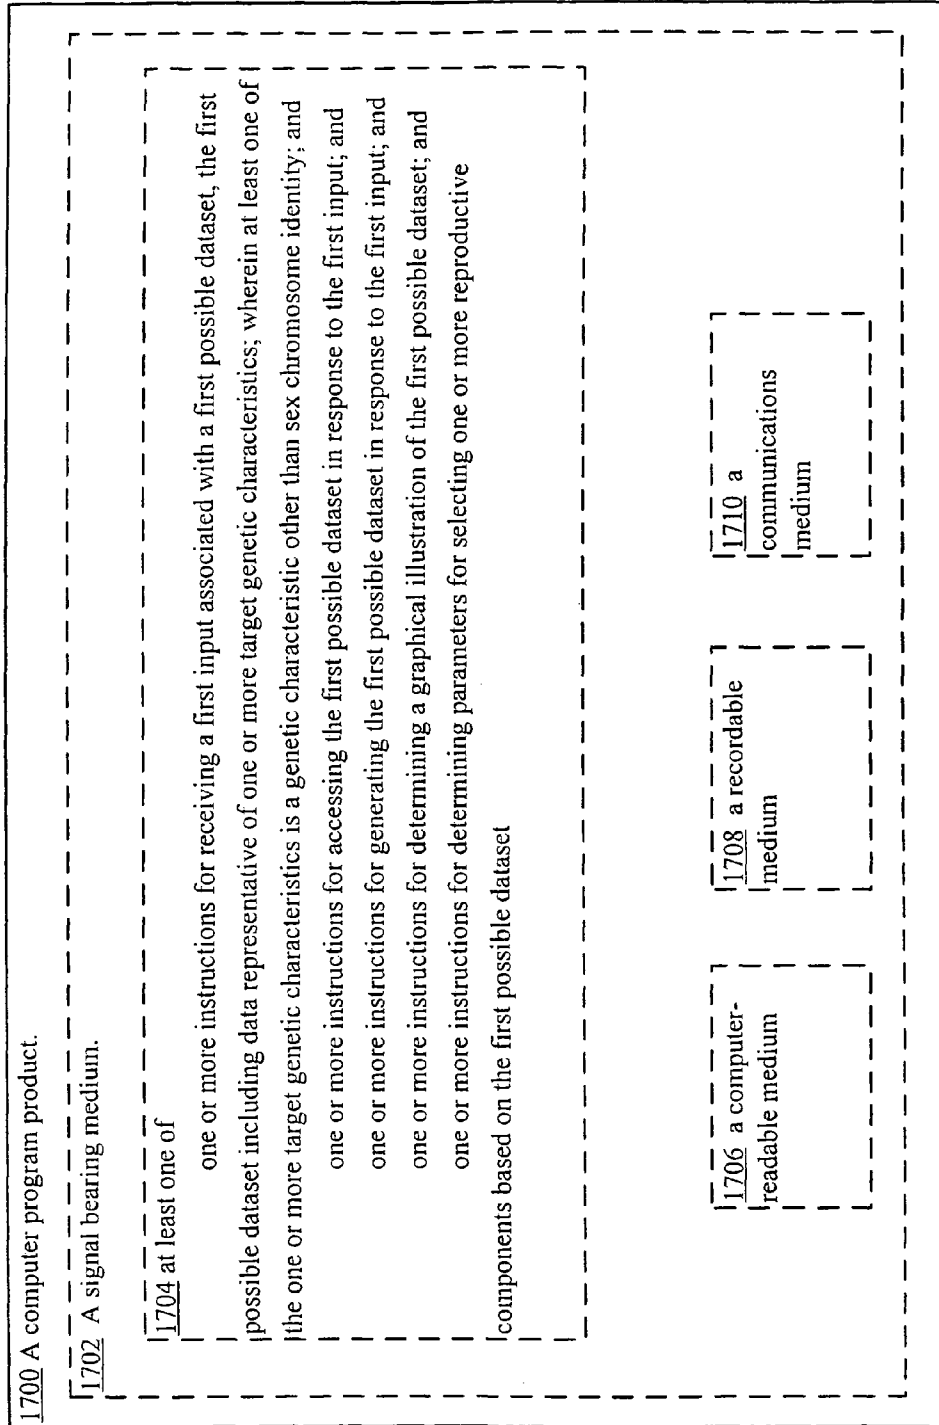 1700 A computer program product.
1702 A signal bearing medium.
1704 at least one of
one or more instructions for receiving a first input associated with a first possible dataset, the first
possible dataset including data representative of one or more target genetic characteristics; wherein at least one of
the one or more target genetic characteristics is a genetic characteristic other than sex chromosome identity; and
one or more instructions for accessing the first possible dataset in response to the first input; and
one or more instructions for generating the first possible dataset in response to the first input; and
one or more instructions for determining a graphical illustration of the first possible dataset; and
one or more instructions for determining parameters for selecting one or more reproductive
components based on the first possible dataset
1706 a computer-
readable medium
1708 a recordable
medium
1710 a
communications
medium